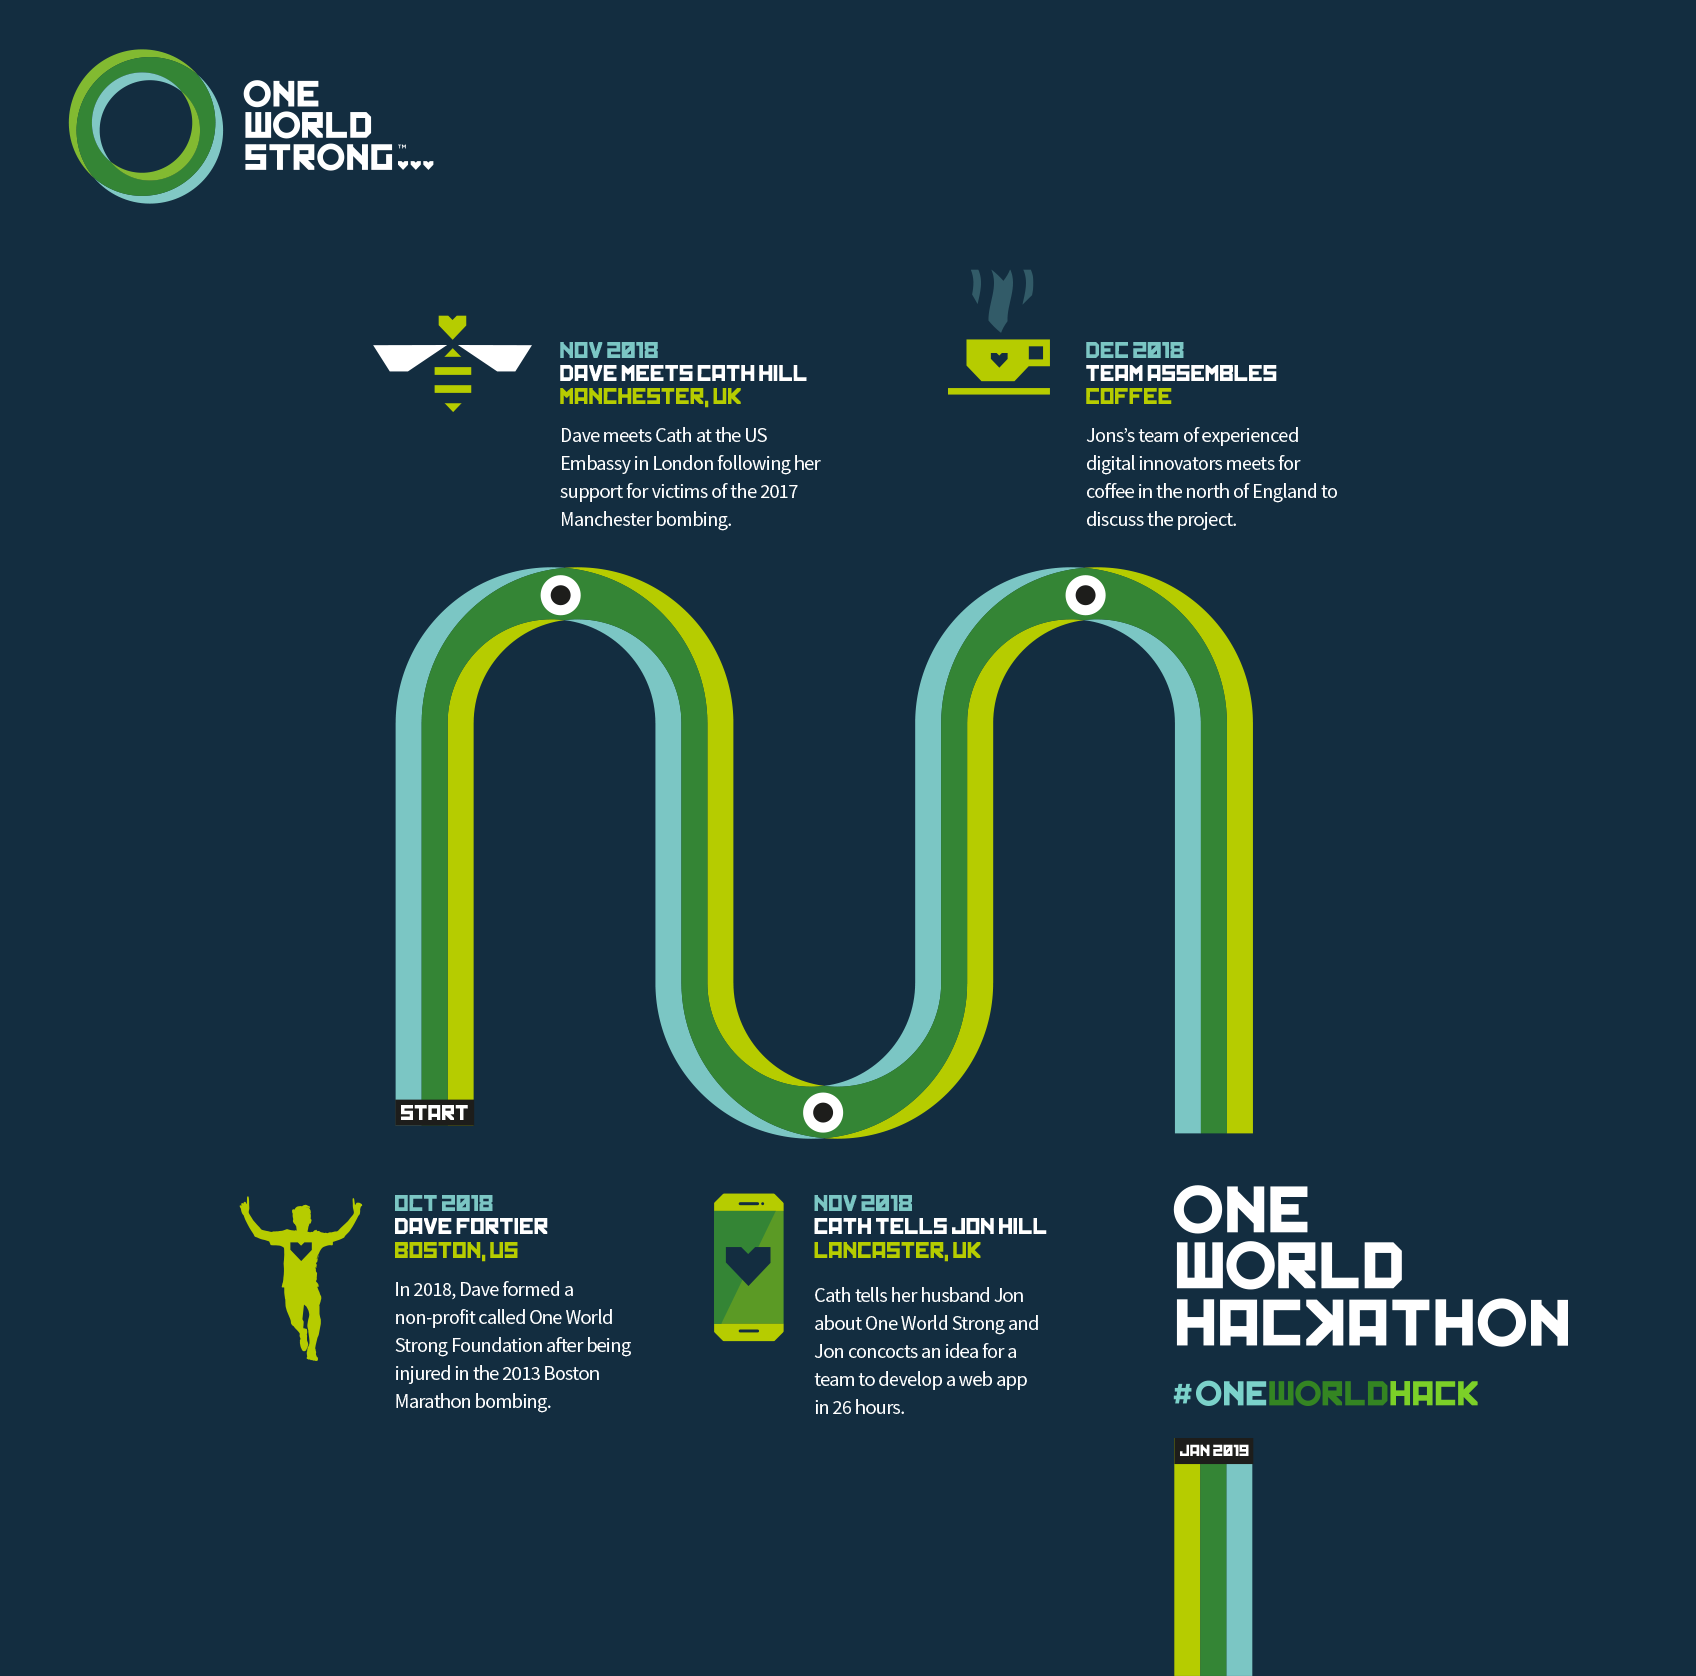 ONE
WORLD
STRONG™
NOV 2018
DAVE MEETS CATH HILL
MANCHESTER, UK
Dave meets Cath at the US
Embassy in London following her
support for victims of the 2017
Manchester bombing.
DEC 2018
TEAM ASSEMBLES
COFFEE
Jons’s team of experienced
digital innovators meets for
coffee in the north of England to
discuss the project.
START
OCT 2018
DAVE FORTIER
BOSTON, US
In 2018, Dave formed a
non-profit called One World
Strong Foundation after being
injured in the 2013 Boston
Marathon bombing.
NOV 2018
CATH TELLS JON HILL
LANCASTER, UK
Cath tells her husband Jon
about One World Strong and
Jon concocts an idea for a
team to develop a web app
in 26 hours.
ONE
WORLD
HACKATHON
#ONEWORLDHACK
JAN 2019